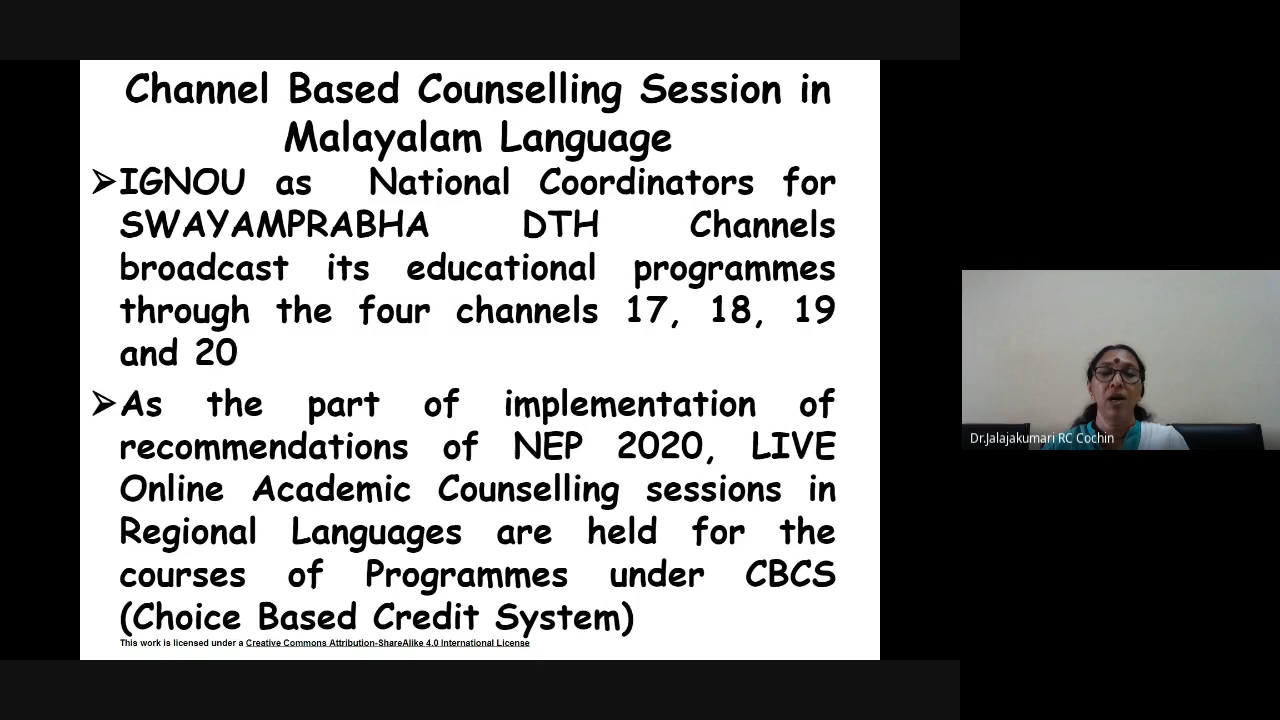 Channel Based Counselling Session in
Malayalam Language
➢IGNOU as National Coordinators for
SWAYAMPRABHA DTH Channels
broadcast its educational programmes
through the four channels 17, 18, 19
and 20
➢As the part of implementation of
recommendations of NEP 2020, LIVE
Online Academic Counselling sessions in
Regional Languages are held for the
courses of Programmes under CBCS
(Choice Based Credit System)
This work is licensed under a Creative Commons Attribution-ShareAlike 4.0 International License
Dr.Jalajakumari RC Cochin